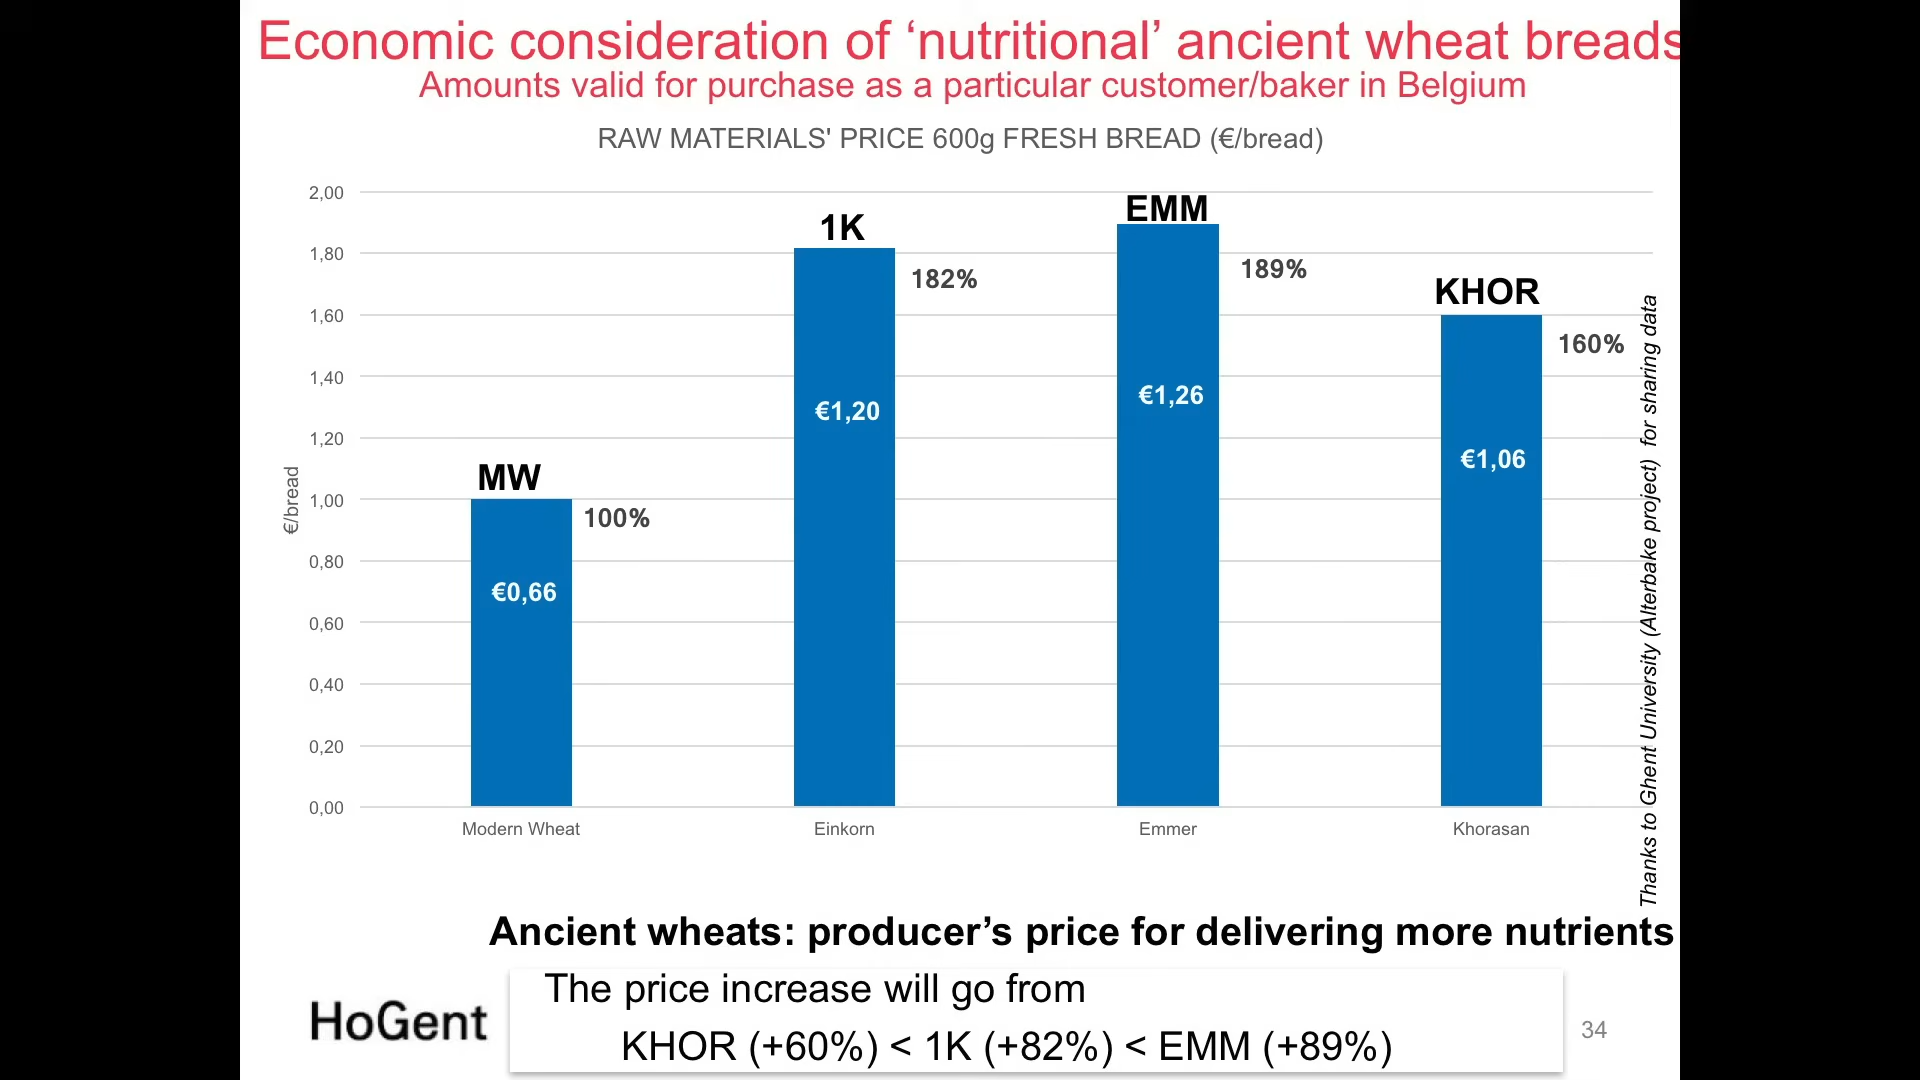 Economic consideration of ‘nutritional’ ancient wheat breads
Amounts valid for purchase as a particular customer/baker in Belgium
RAW MATERIALS' PRICE 600g FRESH BREAD (€/bread)
€/bread
2,00
1,80
1,60
1,40
1,20
1,00
0,80
0,60
0,40
0,20
0,00
MW
100%
€0,66
1K
182%
€1,20
EMM
189%
€1,26
KHOR
160%
€1,06
Modern Wheat
Einkorn
Emmer
Khorasan
Thanks to Ghent University (Alterbake project) for sharing data
Ancient wheats: producer’s price for delivering more nutrients
The price increase will go from
KHOR (+60%) < 1K (+82%) < EMM (+89%)
HoGent
34